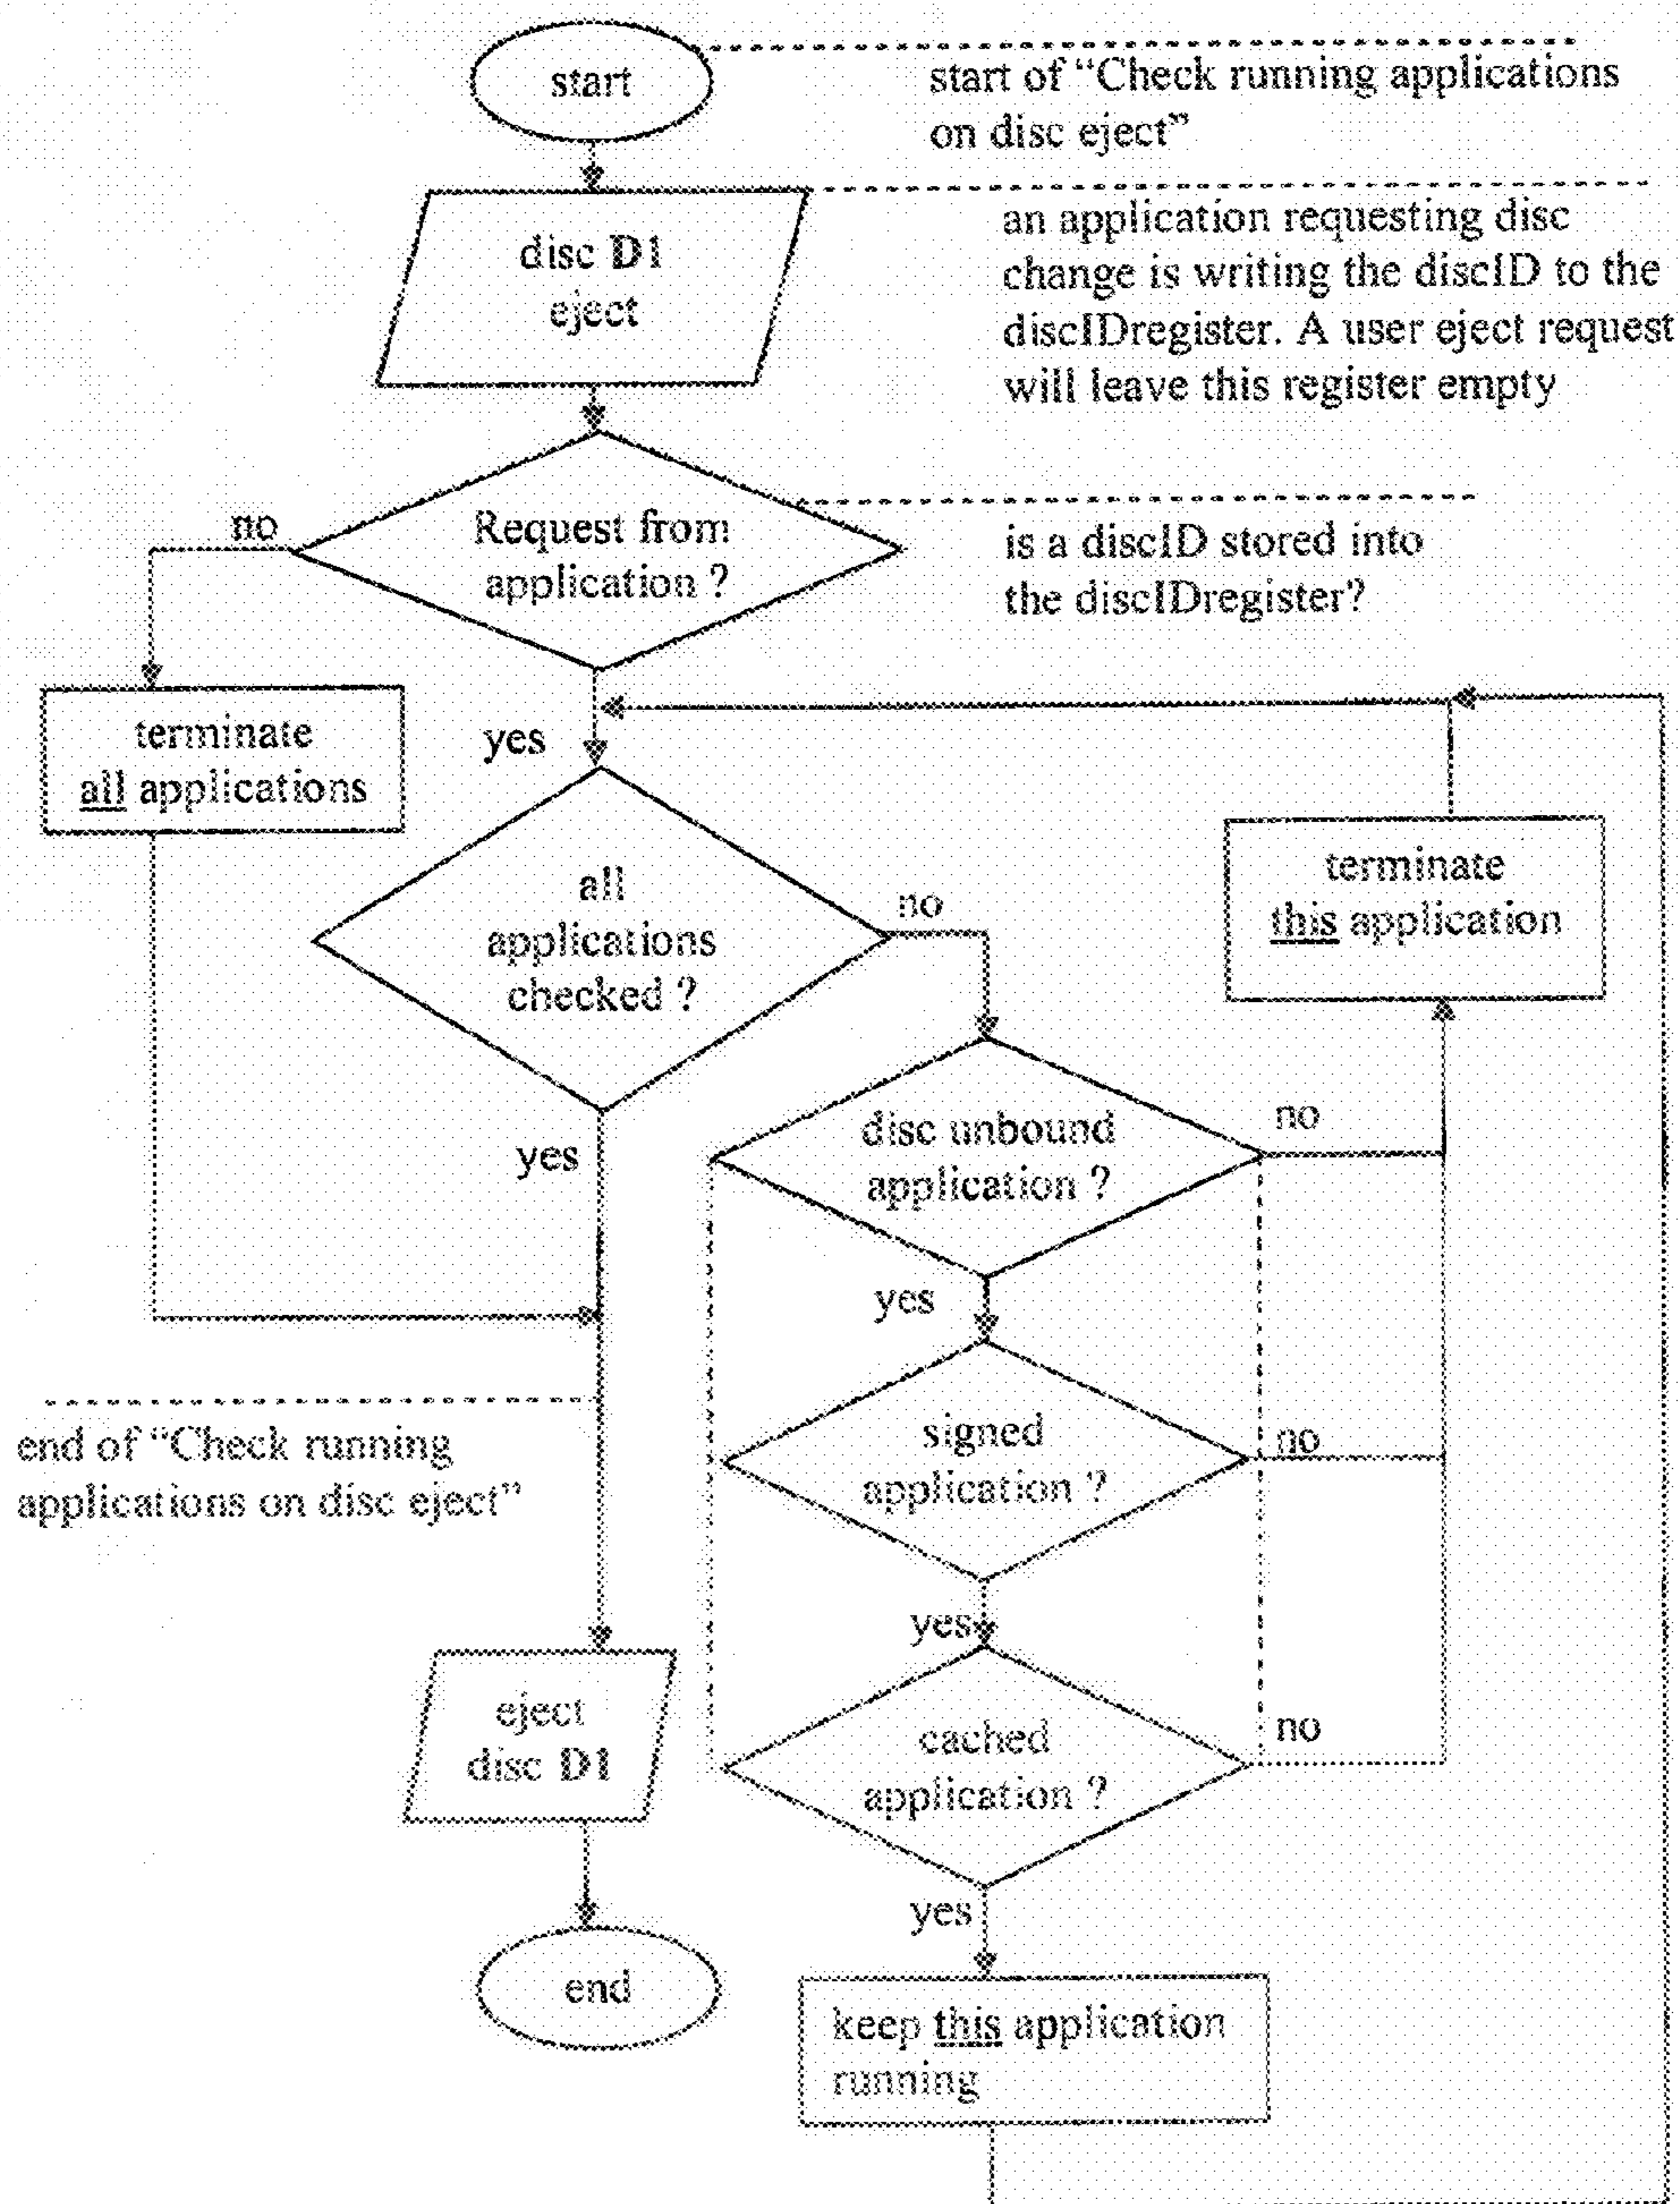 start
start of “Check running applications
on disc eject”
disc D1
eject
an application requesting disc
change is writing the discID to the
discIDregister. A user eject request
will leave this register empty
no
Request from
application ?
is a discID stored into
the discIDregister?
terminate
all applications
yes
all
applications
checked ?
no
terminate
this application
yes
disc unbound
application ?
no
yes
end of “Check running
applications on disc eject”
signed
application ?
no
yes
eject
disc D1
cached
application ?
no
yes
end
keep this application
running